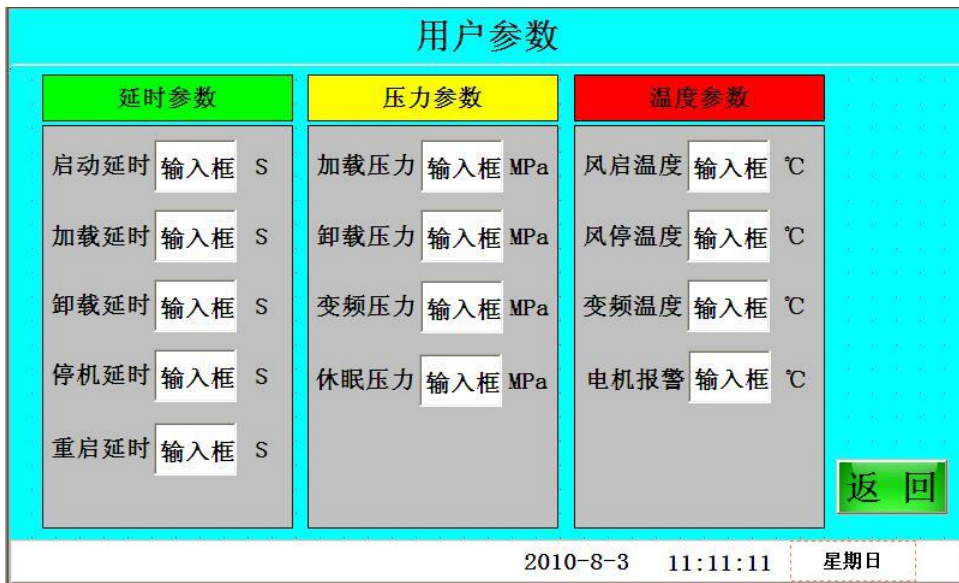 用户参数
延时参数 压力参数 温度参数
启动延时 输入框 S 加载压力 输入框 MPa 风启温度 输入框 ℃
加载延时 输入框 S 卸载压力 输入框 MPa 风停温度 输入框 ℃
卸载延时 输入框 S 变频压力 输入框 MPa 变频温度 输入框 ℃
停机延时 输入框 S 休眠压力 输入框 MPa 电机报警 输入框 ℃
重启延时 输入框 S
返 回
2010-8-3 11:11:11 星期日